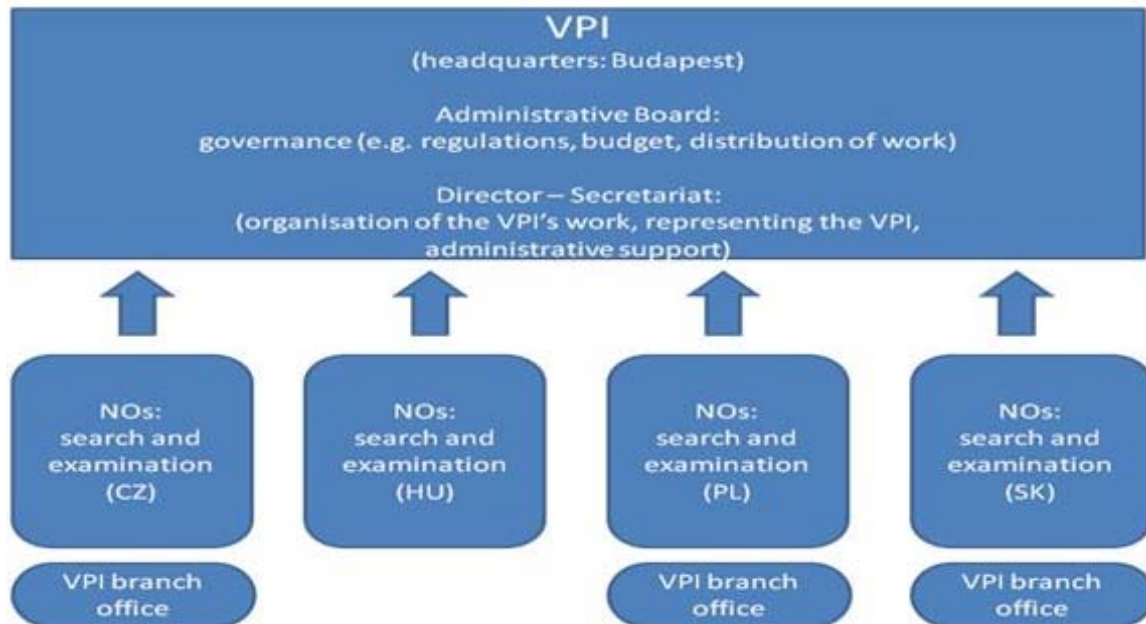 VPI
(headquarters: Budapest)
Administrative Board:
governance (e.g. regulations, budget, distribution of work)
Director – Secretariat:
(organisation of the VPI's work, representing the VPI,
administrative support)
NOs:
search and
examination
(CZ)
NOs:
search and
examination
(HU)
NOs:
search and
examination
(PL)
NOs:
search and
examination
(SK)
VPI branch
office
VPI branch
office
VPI branch
office